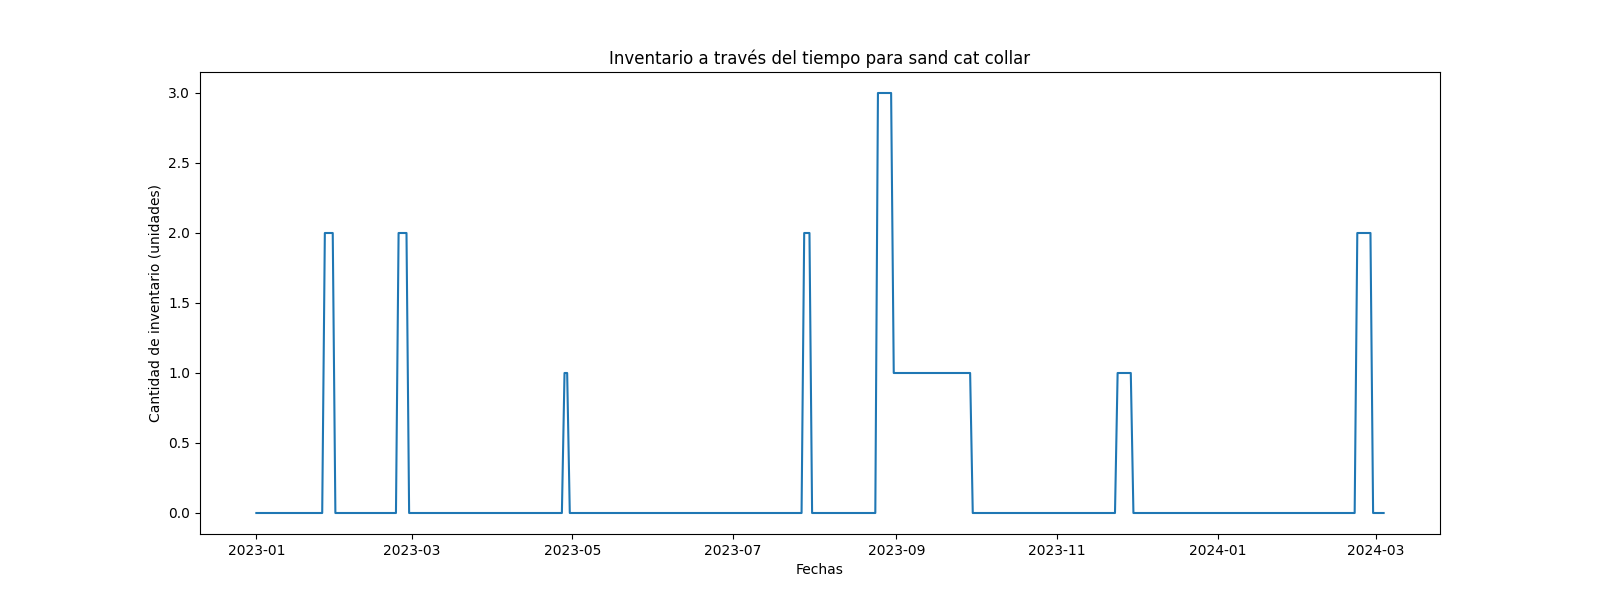 Inventario a través del tiempo para sand cat collar
Cantidad de inventario (unidades)
3.0
2.5
2.0
1.5
1.0
0.5
0.0
2023-01 2023-03 2023-05 2023-07 2023-09 2023-11 2024-01 2024-03
Fechas